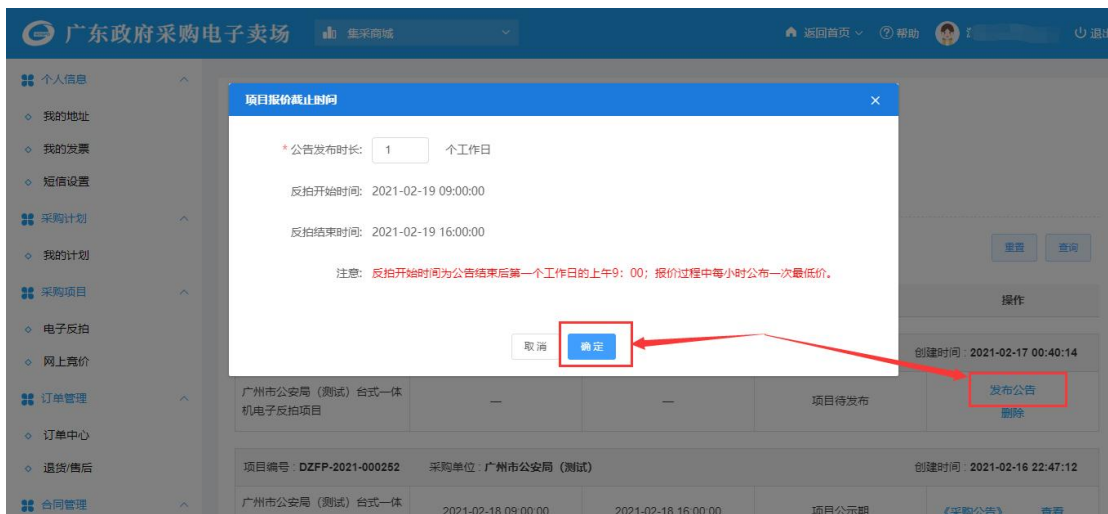 广东政府采购电子卖场
集采商城
返回首页
帮助
个人信息
我的地址
我的发票
短信设置
采购计划
我的计划
采购项目
电子反拍
网上竞价
订单管理
订单中心
退货/售后
合同管理
项目报价截止时间
* 公告发布时长: 1 个工作日
反拍开始时间: 2021-02-19 09:00:00
反拍结束时间: 2021-02-19 16:00:00
注意: 反拍开始时间为公告结束后第一个工作日的上午9：00；报价过程中每小时公布一次最低价。
取消 确定
重置 查询
操作
创建时间 : 2021-02-17 00:40:14
广州市公安局（测试）台式一体
机电子反拍项目
— — 项目待发布
发布公告
删除
项目编号 : DZFP-2021-000252 采购单位 : 广州市公安局（测试） 创建时间 : 2021-02-16 22:47:12
广州市公安局（测试）台式一体
2021-02-18 09:00:00 2021-02-18 16:00:00 项目公示期 《采购公告》 查看